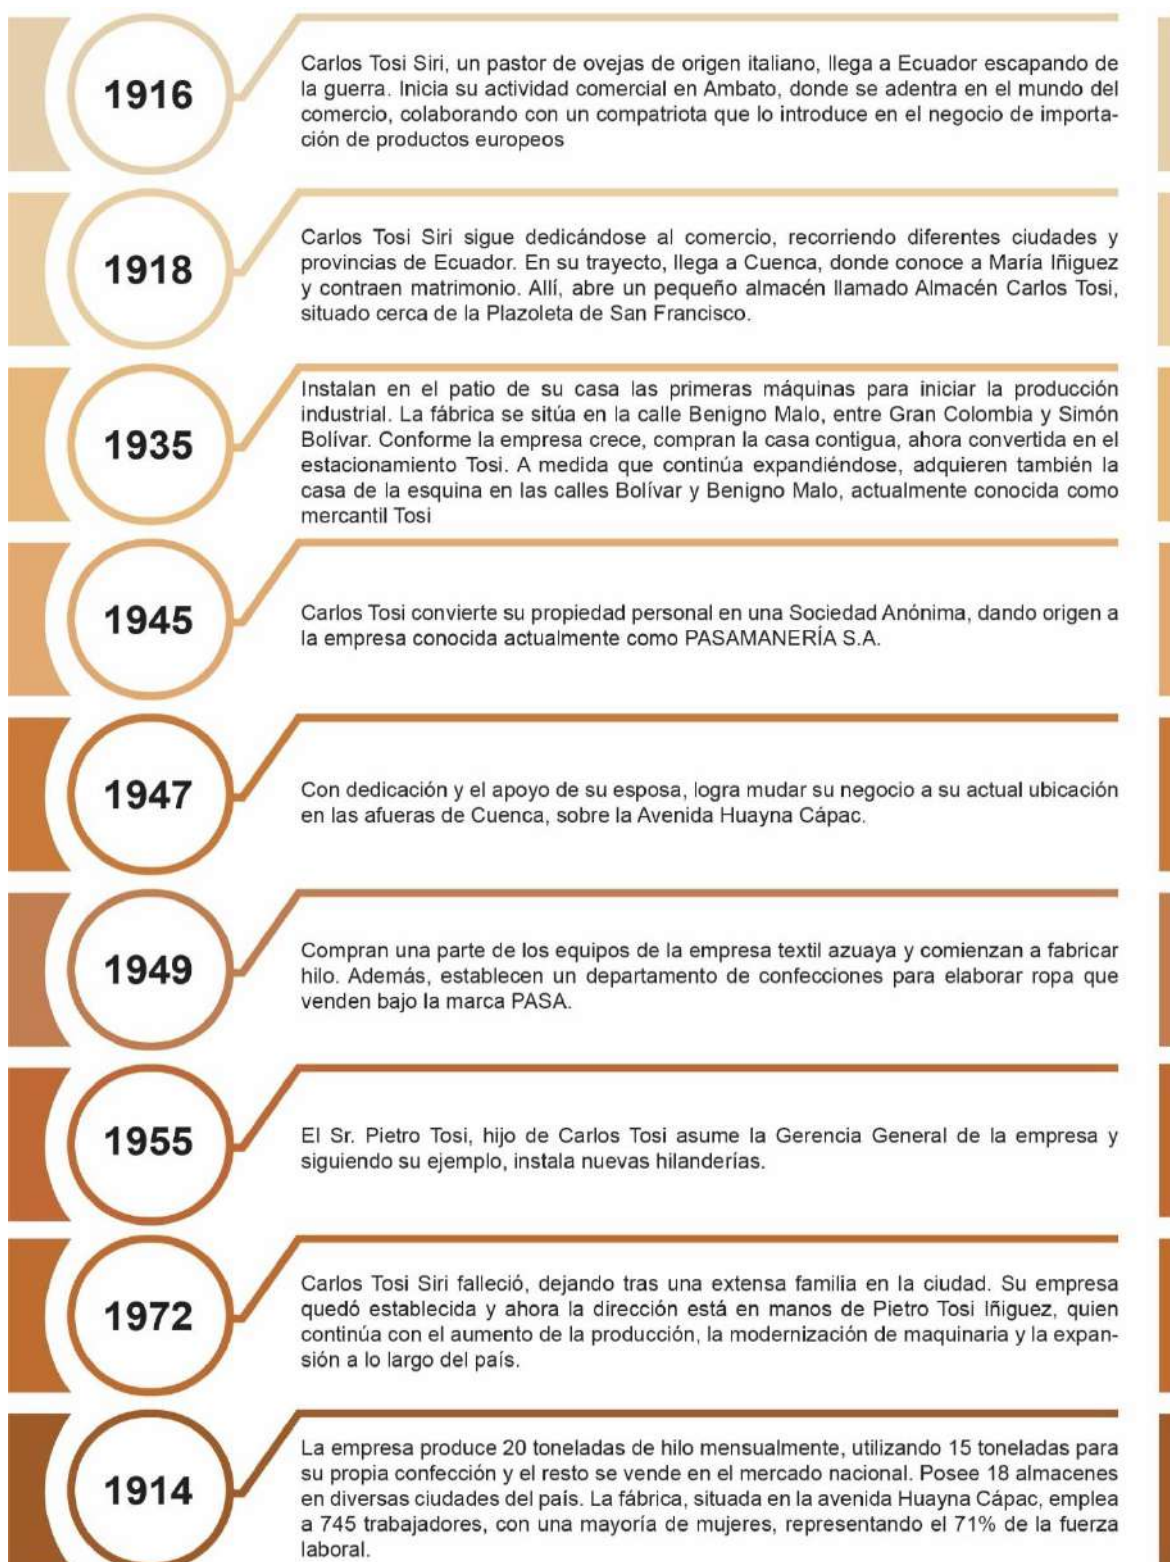 1916
Carlos Tosi Siri, un pastor de ovejas de origen italiano, llega a Ecuador escapando de
la guerra. Inicia su actividad comercial en Ambato, donde se adentra en el mundo del
comercio, colaborando con un compatriota que lo introduce en el negocio de importa-
ción de productos europeos
1918
Carlos Tosi Siri sigue dedicándose al comercio, recorriendo diferentes ciudades y
provincias de Ecuador. En su trayecto, llega a Cuenca, donde conoce a María Iñiguez
y contraen matrimonio. Allí, abre un pequeño almacén llamado Almacén Carlos Tosi,
situado cerca de la Plazoleta de San Francisco.
1935
Instalan en el patio de su casa las primeras máquinas para iniciar la producción
industrial. La fábrica se sitúa en la calle Benigno Malo, entre Gran Colombia y Simón
Bolívar. Conforme la empresa crece, compran la casa contigua, ahora convertida en el
estacionamiento Tosi. A medida que continúa expandiéndose, adquieren también la
casa de la esquina en las calles Bolívar y Benigno Malo, actualmente conocida como
mercantil Tosi
1945
Carlos Tosi convierte su propiedad personal en una Sociedad Anónima, dando origen a
la empresa conocida actualmente como PASAMANERÍA S.A.
1947
Con dedicación y el apoyo de su esposa, logra mudar su negocio a su actual ubicación
en las afueras de Cuenca, sobre la Avenida Huayna Cápac.
1949
Compran una parte de los equipos de la empresa textil azuaya y comienzan a fabricar
hilo. Además, establecen un departamento de confecciones para elaborar ropa que
venden bajo la marca PASA.
1955
El Sr. Pietro Tosi, hijo de Carlos Tosi asume la Gerencia General de la empresa y
siguiendo su ejemplo, instala nuevas hilanderías.
1972
Carlos Tosi Siri falleció, dejando tras una extensa familia en la ciudad. Su empresa
quedó establecida y ahora la dirección está en manos de Pietro Tosi Iñiguez, quien
continúa con el aumento de la producción, la modernización de maquinaria y la expan-
sión a lo largo del país.
1914
La empresa produce 20 toneladas de hilo mensualmente, utilizando 15 toneladas para
su propia confección y el resto se vende en el mercado nacional. Posee 18 almacenes
en diversas ciudades del país. La fábrica, situada en la avenida Huayna Cápac, emplea
a 745 trabajadores, con una mayoría de mujeres, representando el 71% de la fuerza
laboral.